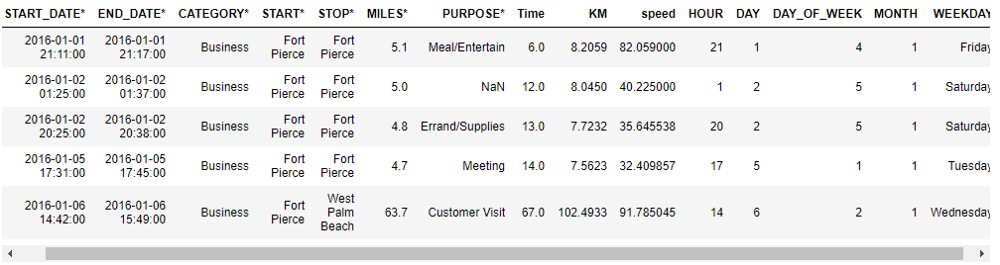 START_DATE* END_DATE* CATEGORY* START* STOP* MILES* PURPOSE* Time KM speed HOUR DAY DAY_OF_WEEK MONTH WEEKDAY
2016-01-01 21:11:00 2016-01-01 21:17:00 Business Fort Pierce Fort Pierce 5.1 Meal/Entertain 6.0 8.2059 82.059000 21 1 4 1 Friday
2016-01-02 01:25:00 2016-01-02 01:37:00 Business Fort Pierce Fort Pierce 5.0 NaN 12.0 8.0450 40.225000 1 2 5 1 Saturday
2016-01-02 20:25:00 2016-01-02 20:38:00 Business Fort Pierce Fort Pierce 4.8 Errand/Supplies 13.0 7.7232 35.645538 20 2 5 1 Saturday
2016-01-05 17:31:00 2016-01-05 17:45:00 Business Fort Pierce Fort Pierce 4.7 Meeting 14.0 7.5623 32.409857 17 5 1 1 Tuesday
2016-01-06 14:42:00 2016-01-06 15:49:00 Business Fort Pierce West Palm Beach 63.7 Customer Visit 67.0 102.4933 91.785045 14 6 2 1 Wednesday